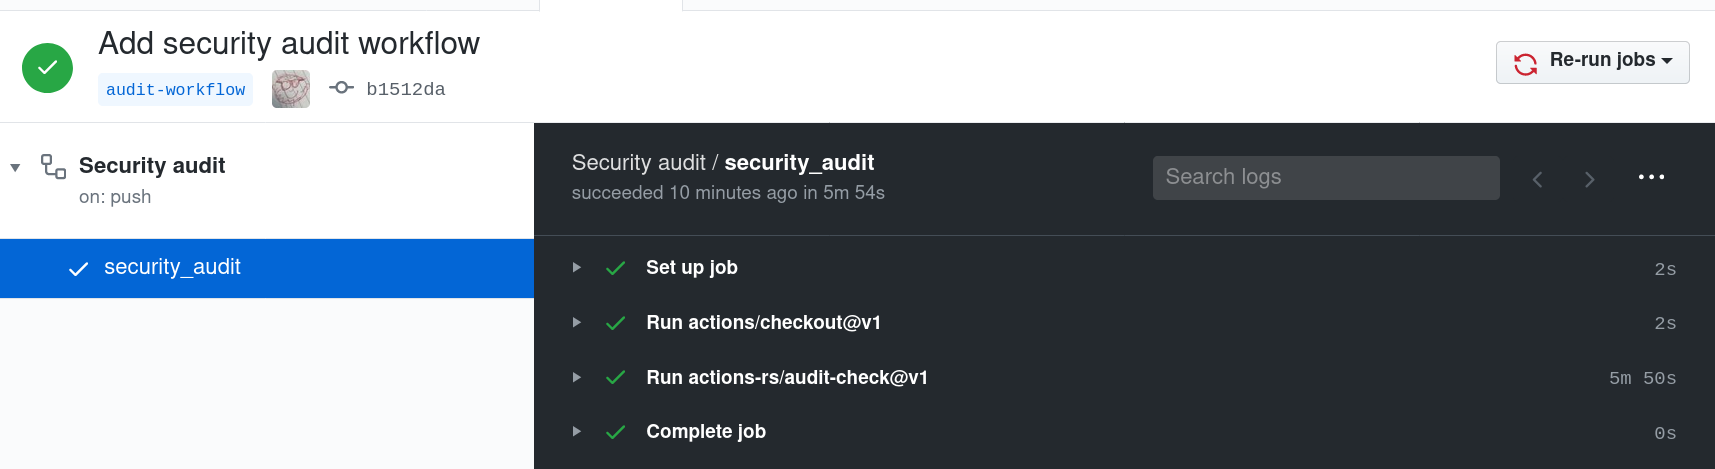 Add security audit workflow
audit-workflow b1512da
Re-run jobs
Security audit
on: push
security_audit
Security audit / security_audit
succeeded 10 minutes ago in 5m 54s
Search logs
Set up job 2s
Run actions/checkout@v1 2s
Run actions-rs/audit-check@v1 5m 50s
Complete job 0s